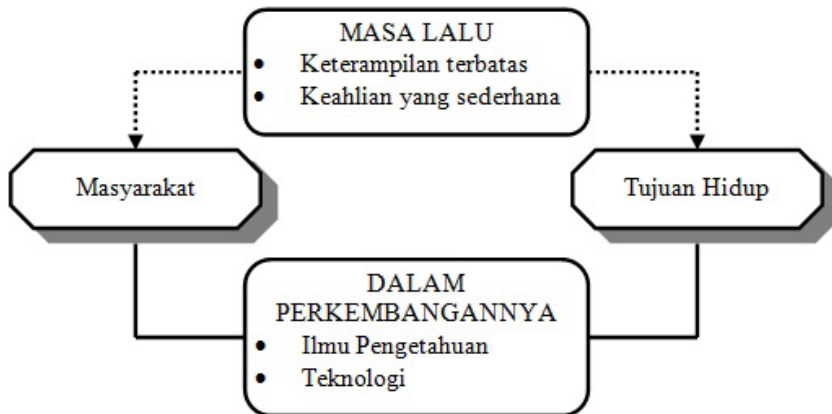 MASA LALU
• Keterampilan terbatas
• Keahlian yang sederhana
Masyarakat
Tujuan Hidup
DALAM
PERKEMBANGANNYA
• Ilmu Pengetahuan
• Teknologi